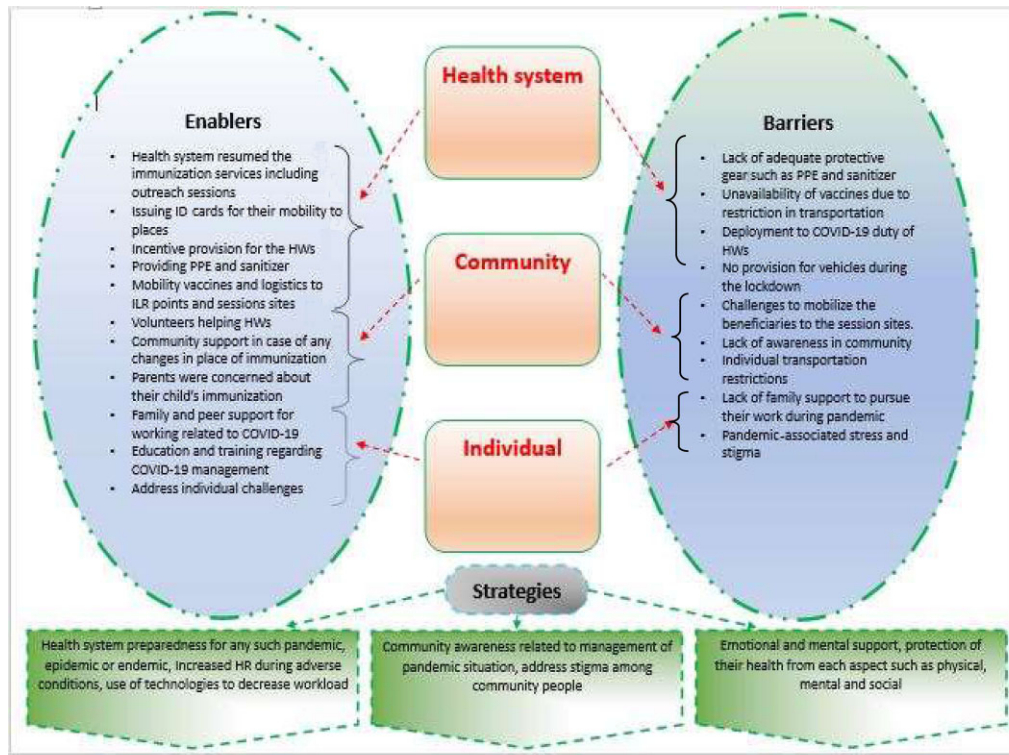 Health system
Enablers
• Health system resumed the
immunization services including
outreach sessions
• Issuing ID cards for their mobility to
places
• Incentive provision for the HWs
• Providing PPE and sanitizer
• Mobility vaccines and logistics to
ILR points and sessions sites
• Volunteers helping HWs
• Community support in case of any
changes in place of immunization
• Parents were concerned about
their child's immunization
• Family and peer support for
working related to COVID-19
• Education and training regarding
COVID-19 management
• Address individual challenges
Community
Individual
Barriers
• Lack of adequate protective
gear such as PPE and sanitizer
• Unavailability of vaccines due to
restriction in transportation
• Deployment to COVID-19 duty of
HWs
• No provision for vehicles during
the lockdown
• Challenges to mobilize the
beneficiaries to the session sites.
• Lack of awareness in community
• Individual transportation
restrictions
• Lack of family support to pursue
their work during pandemic
• Pandemic-associated stress and
stigma
Strategies
Health system preparedness for any such pandemic,
epidemic or endemic, Increased HR during adverse
conditions, use of technologies to decrease workload
Community awareness related to management of
pandemic situation, address stigma among
community people
Emotional and mental support, protection of
their health from each aspect such as physical,
mental and social